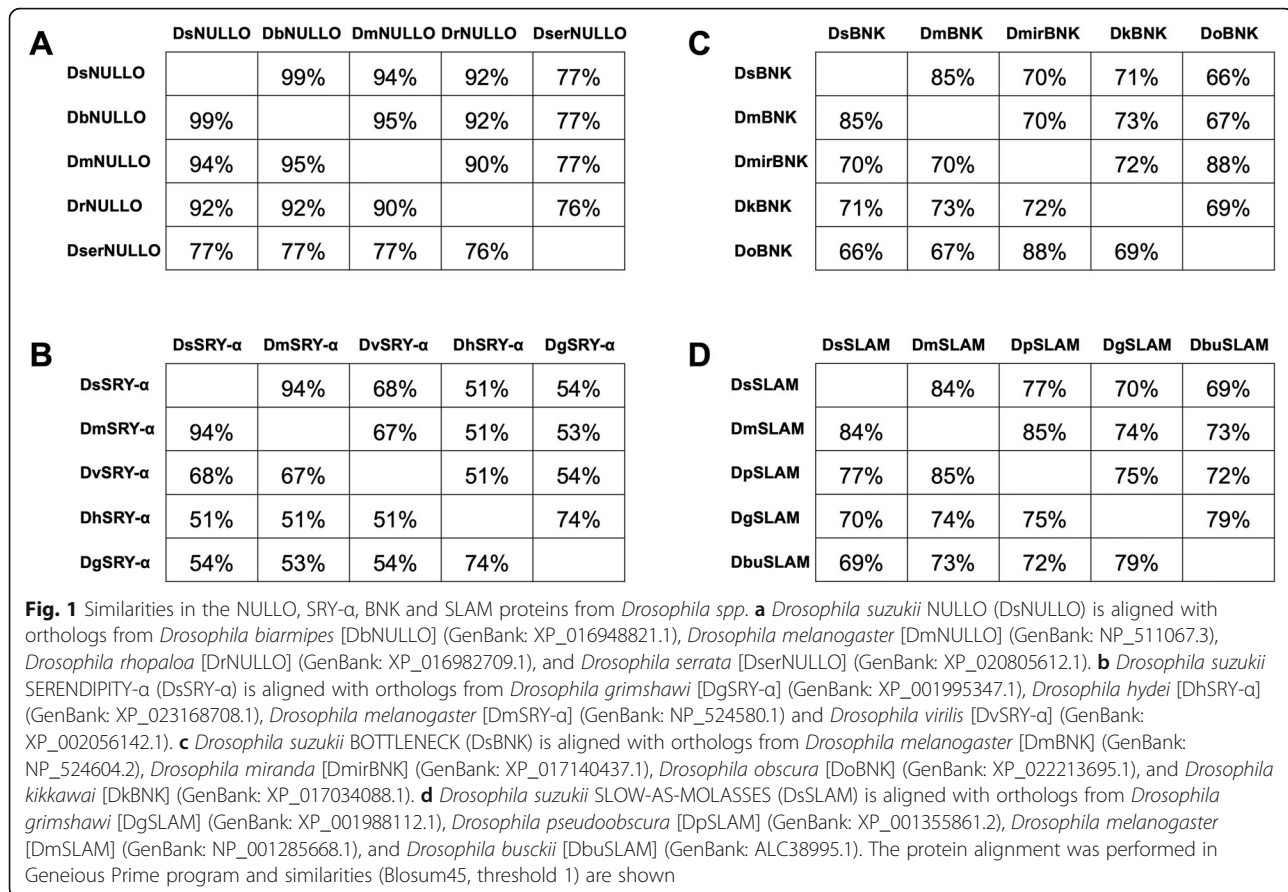 A
DsNULLO DbNULLO DmNULLO DrNULLO DserNULLO
DsNULLO 99% 94% 92% 77%
DbNULLO 99% 95% 92% 77%
DmNULLO 94% 95% 90% 77%
DrNULLO 92% 92% 90% 76%
DserNULLO 77% 77% 77% 76%
C
DsBNK DmBNK DmirBNK DkBNK DoBNK
DsBNK 85% 70% 71% 66%
DmBNK 85% 70% 73% 67%
DmirBNK 70% 70% 72% 88%
DkBNK 71% 73% 72% 69%
DoBNK 66% 67% 88% 69%
B
DsSRY-α DmSRY-α DvSRY-α DhSRY-α DgSRY-α
DsSRY-α 94% 68% 51% 54%
DmSRY-α 94% 67% 51% 53%
DvSRY-α 68% 67% 51% 54%
DhSRY-α 51% 51% 51% 74%
DgSRY-α 54% 53% 54% 74%
D
DsSLAM DmSLAM DpSLAM DgSLAM DbuSLAM
DsSLAM 84% 77% 70% 69%
DmSLAM 84% 85% 74% 73%
DpSLAM 77% 85% 75% 72%
DgSLAM 70% 74% 75% 79%
DbuSLAM 69% 73% 72% 79%
Fig. 1 Similarities in the NULLO, SRY-α, BNK and SLAM proteins from Drosophila spp. a Drosophila suzukii NULLO (DsNULLO) is aligned with
orthologs from Drosophila biarmipes [DbNULLO] (GenBank: XP_016948821.1), Drosophila melanogaster [DmNULLO] (GenBank: NP_511067.3),
Drosophila rhopaloa [DrNULLO] (GenBank: XP_016982709.1), and Drosophila serrata [DserNULLO] (GenBank: XP_020805612.1). b Drosophila suzukii
SERENDIPITY-α (DsSRY-α) is aligned with orthologs from Drosophila grimshawi [DgSRY-α] (GenBank: XP_001995347.1), Drosophila hydei [DhSRY-α]
(GenBank: XP_023168708.1), Drosophila melanogaster [DmSRY-α] (GenBank: NP_524580.1) and Drosophila virilis [DvSRY-α] (GenBank:
XP_002056142.1). c Drosophila suzukii BOTTLENECK (DsBNK) is aligned with orthologs from Drosophila melanogaster [DmBNK] (GenBank:
NP_524604.2), Drosophila miranda [DmirBNK] (GenBank: XP_017140437.1), Drosophila obscura [DoBNK] (GenBank: XP_022213695.1), and Drosophila
kikkawai [DkBNK] (GenBank: XP_017034088.1). d Drosophila suzukii SLOW-AS-MOLASSES (DsSLAM) is aligned with orthologs from Drosophila
grimshawi [DgSLAM] (GenBank: XP_001988112.1), Drosophila pseudoobscura [DpSLAM] (GenBank: XP_001355861.2), Drosophila melanogaster
[DmSLAM] (GenBank: NP_001285668.1), and Drosophila busckii [DbuSLAM] (GenBank: ALC38995.1). The protein alignment was performed in
Geneious Prime program and similarities (Blosum45, threshold 1) are shown